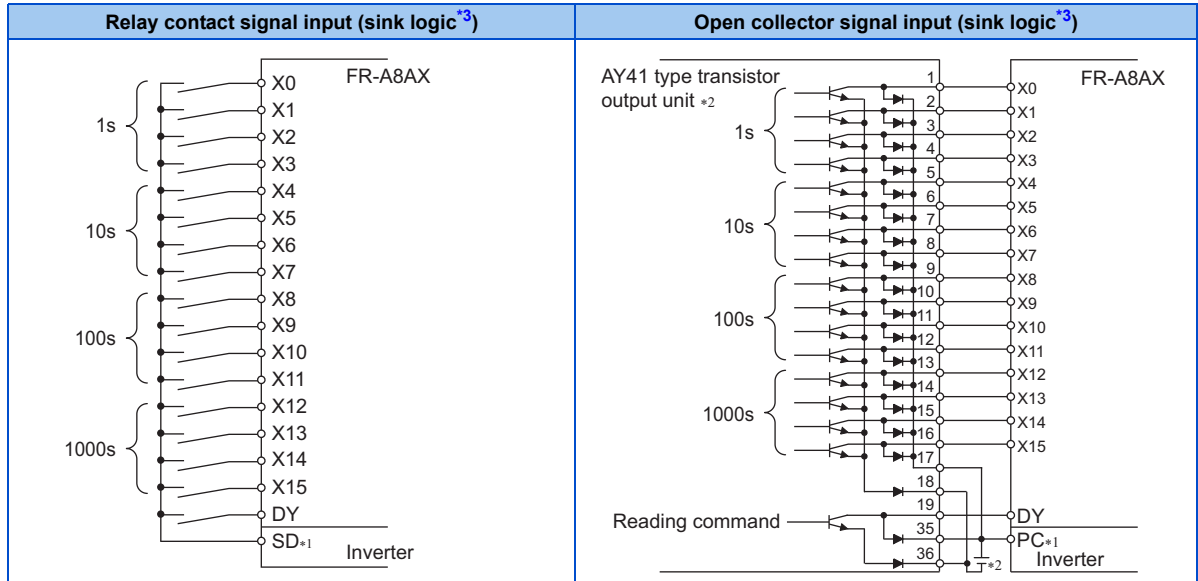 Relay contact signal input (sink logic*3)
Open collector signal input (sink logic*3)
FR-A8AX
X0
X1
X2
X3
1s
X4
X5
X6
X7
10s
X8
X9
X10
X11
100s
X12
X13
X14
X15
1000s
DY
SD*1
Inverter
AY41 type transistor
output unit *2
FR-A8AX
1 X0
2 X1
3 X2
4 X3
1s
5 X4
6 X5
7 X6
8 X7
10s
9 X8
10 X9
11 X10
12 X11
100s
13 X12
14 X13
15 X14
16 X15
1000s
17
18
Reading command
19 DY
35 PC*1
36
*2
Inverter